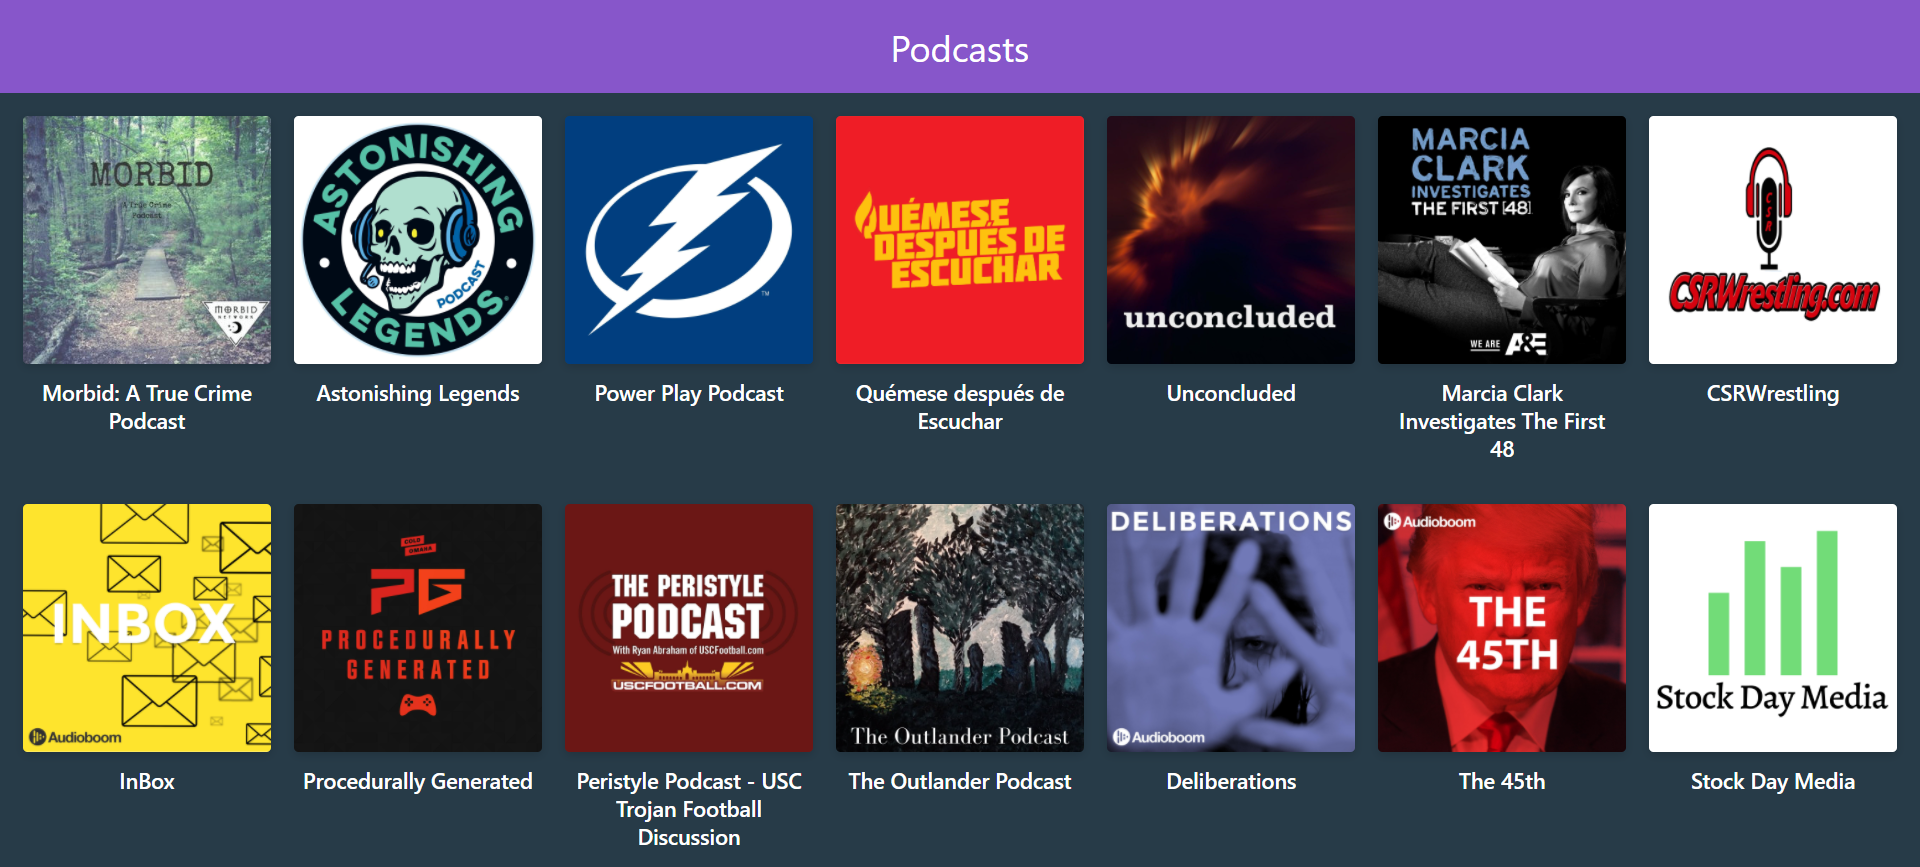 Podcasts
MORBID
A True Crime
Podcast
MORBID
NETWORK
ASTONISHING
LEGENDS
PODCAST
TM
QUÉMESE
DESPUÉS DE
ESCUCHAR
unconcluded
MARCIA
CLARK
INVESTIGATES
THE FIRST [48]
WE ARE A&E
CSR
CSRWrestling.com
Morbid: A True Crime
Podcast
Astonishing Legends
Power Play Podcast
Quémese después de
Escuchar
Unconcluded
Marcia Clark
Investigates The First
48
CSRWrestling
INBOX
Audioboom
COLD
OMAHA
PG
PROCEDURALLY
GENERATED
THE PERISTYLE
PODCAST
With Ryan Abraham of USCFootball.com
USCFOOTBALL.COM
The Outlander Podcast
DELIBERATIONS
Audioboom
Audioboom
THE
45TH
Stock Day Media
InBox
Procedurally Generated
Peristyle Podcast - USC
Trojan Football
Discussion
The Outlander Podcast
Deliberations
The 45th
Stock Day Media